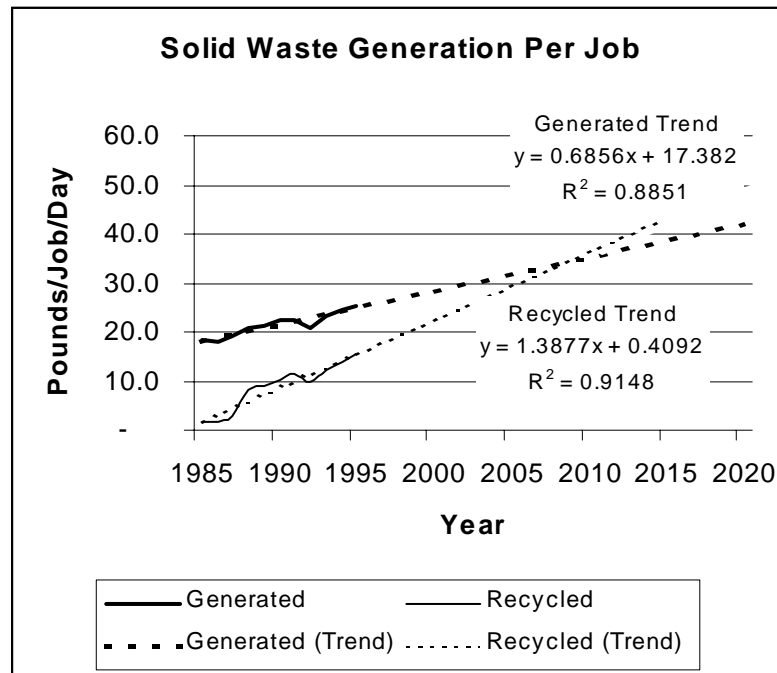 Solid Waste Generation Per Job
Generated Trend
y = 0.6856x + 17.382
R² = 0.8851
60.0
50.0
40.0
30.0
20.0
10.0
-
Pounds/Job/Day
Recycled Trend
y = 1.3877x + 0.4092
R² = 0.9148
1985 1990 1995 2000 2005 2010 2015 2020
Year
Generated Recycled
Generated (Trend) Recycled (Trend)